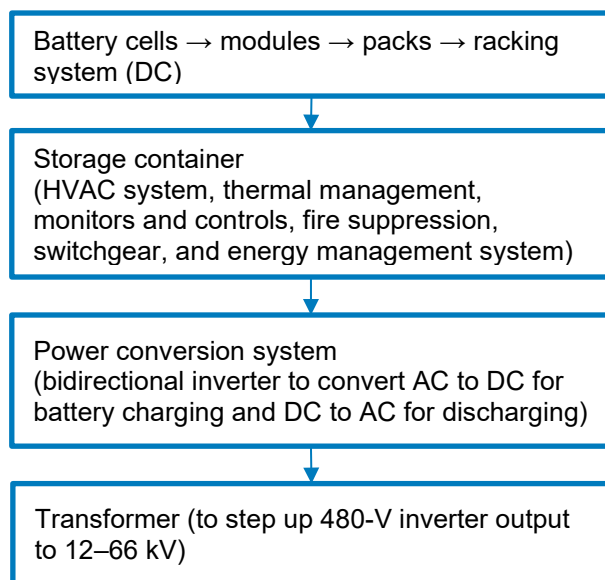 Battery cells → modules → packs → racking
system (DC)
Storage container
(HVAC system, thermal management,
monitors and controls, fire suppression,
switchgear, and energy management system)
Power conversion system
(bidirectional inverter to convert AC to DC for
battery charging and DC to AC for discharging)
Transformer (to step up 480-V inverter output
to 12–66 kV)